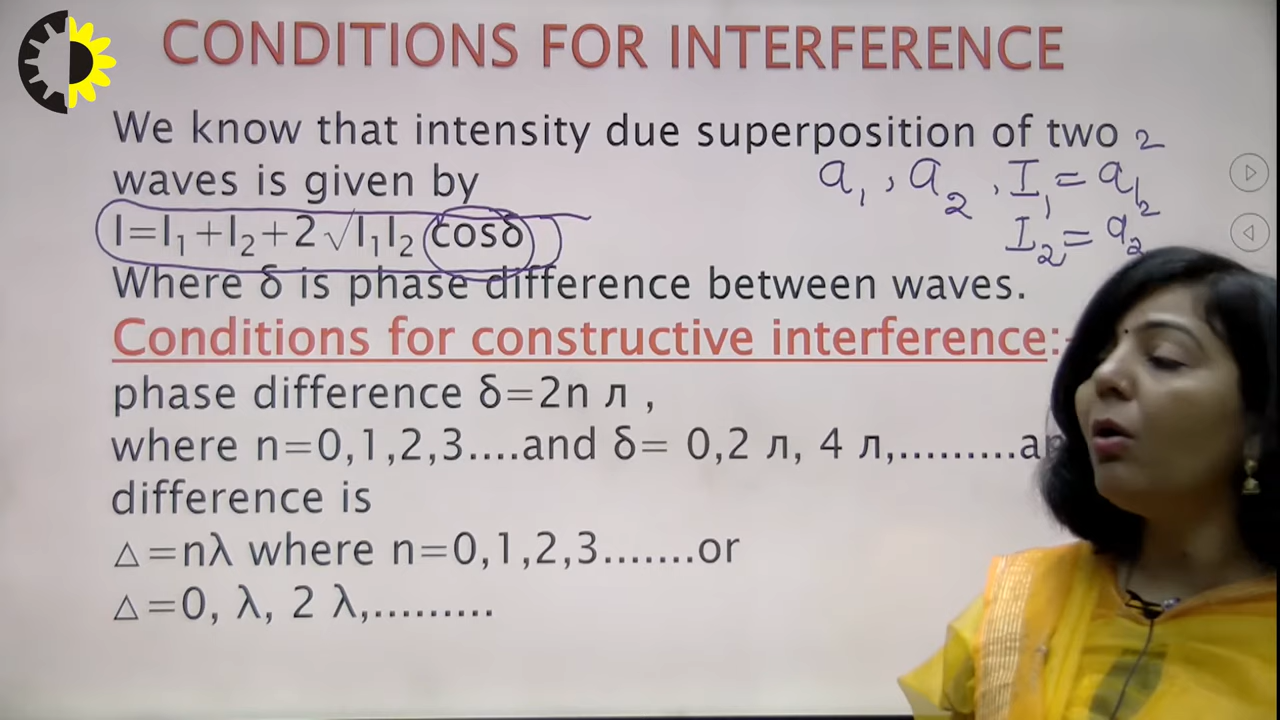 CONDITIONS FOR INTERFERENCE
We know that intensity due superposition of two
waves is given by
a₁, a₂, I₁ = a₁²
I₂ = a₂²
I=I₁+I₂+2√I₁I₂ cosδ
Where δ is phase difference between waves.
Conditions for constructive interference:-
phase difference δ=2n л ,
where n=0,1,2,3....and δ= 0,2 л, 4 л,.........
difference is
△=nλ where n=0,1,2,3.......or
△=0, λ, 2 λ,.........